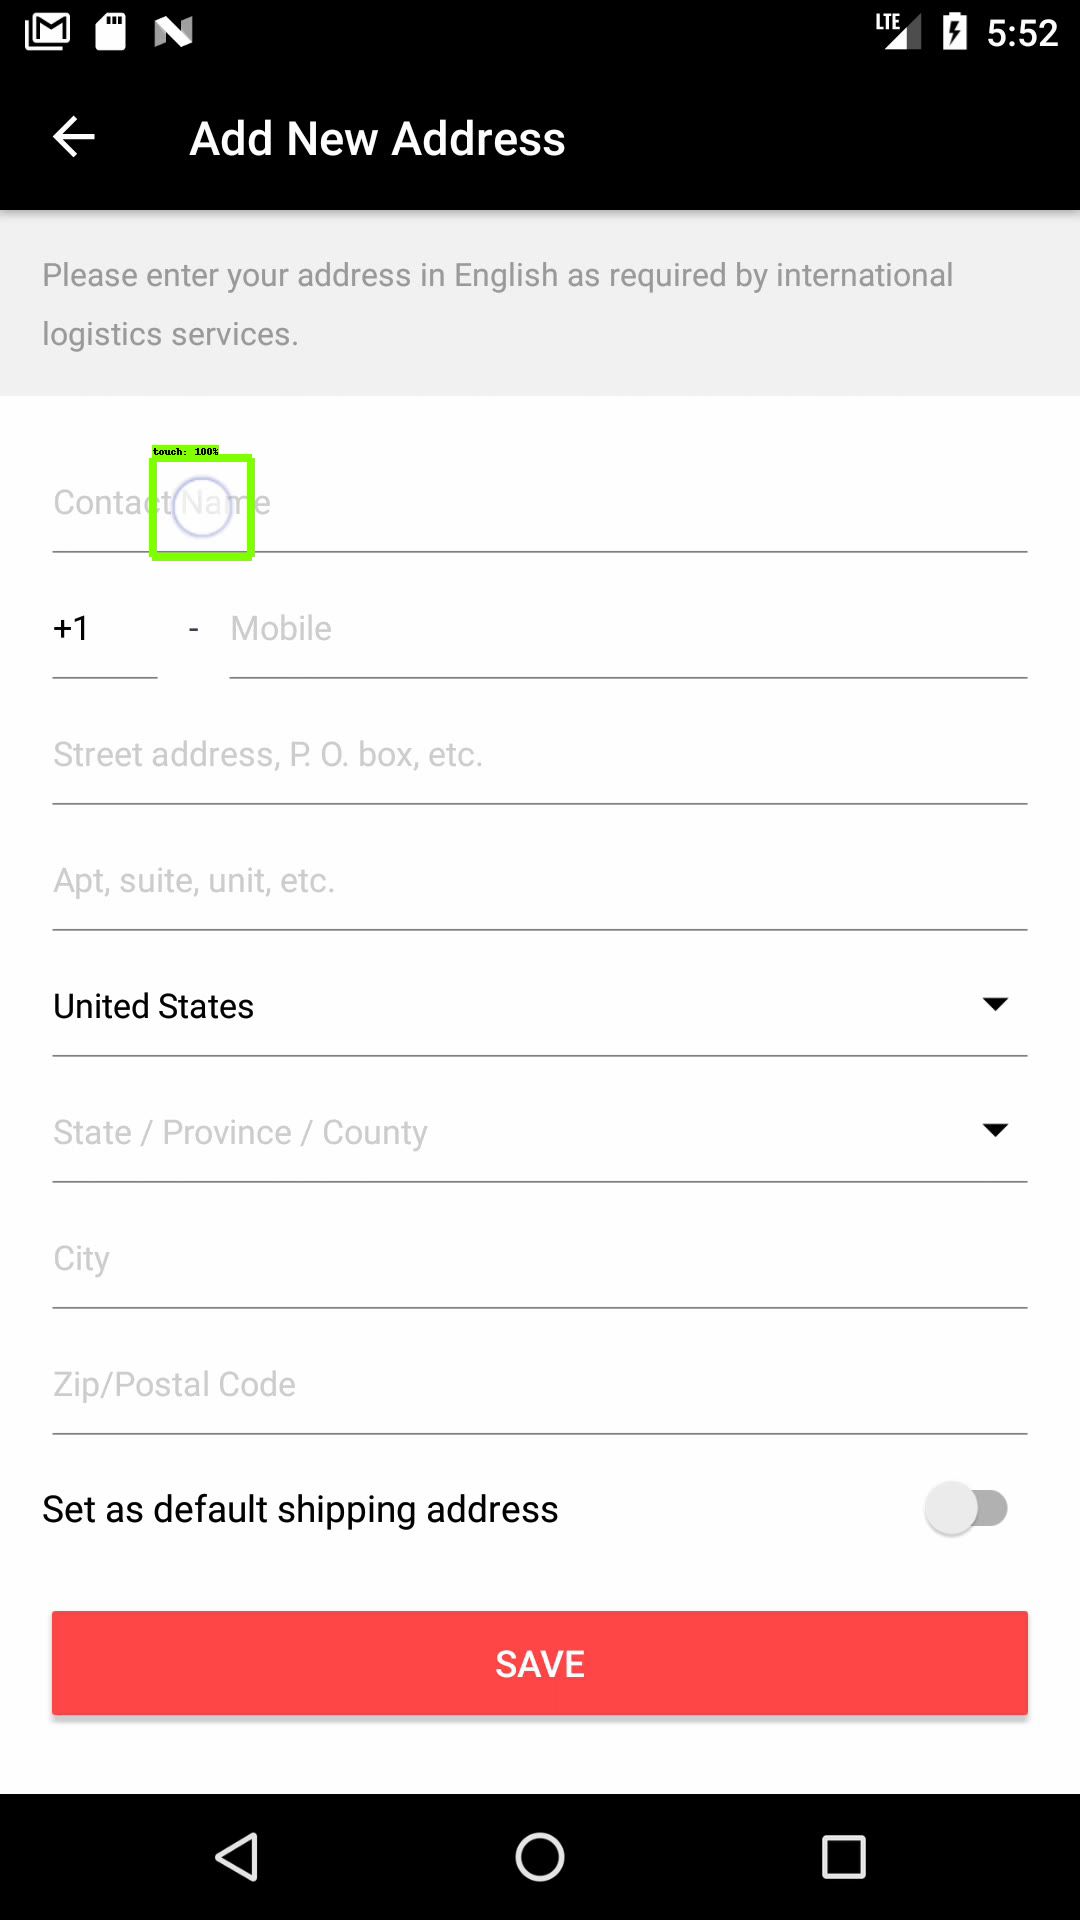 LTE 5:52
Add New Address
Please enter your address in English as required by international
logistics services.
touch: 100%
Contact Name
+1 - Mobile
Street address, P. O. box, etc.
Apt, suite, unit, etc.
United States
State / Province / County
City
Zip/Postal Code
Set as default shipping address
SAVE